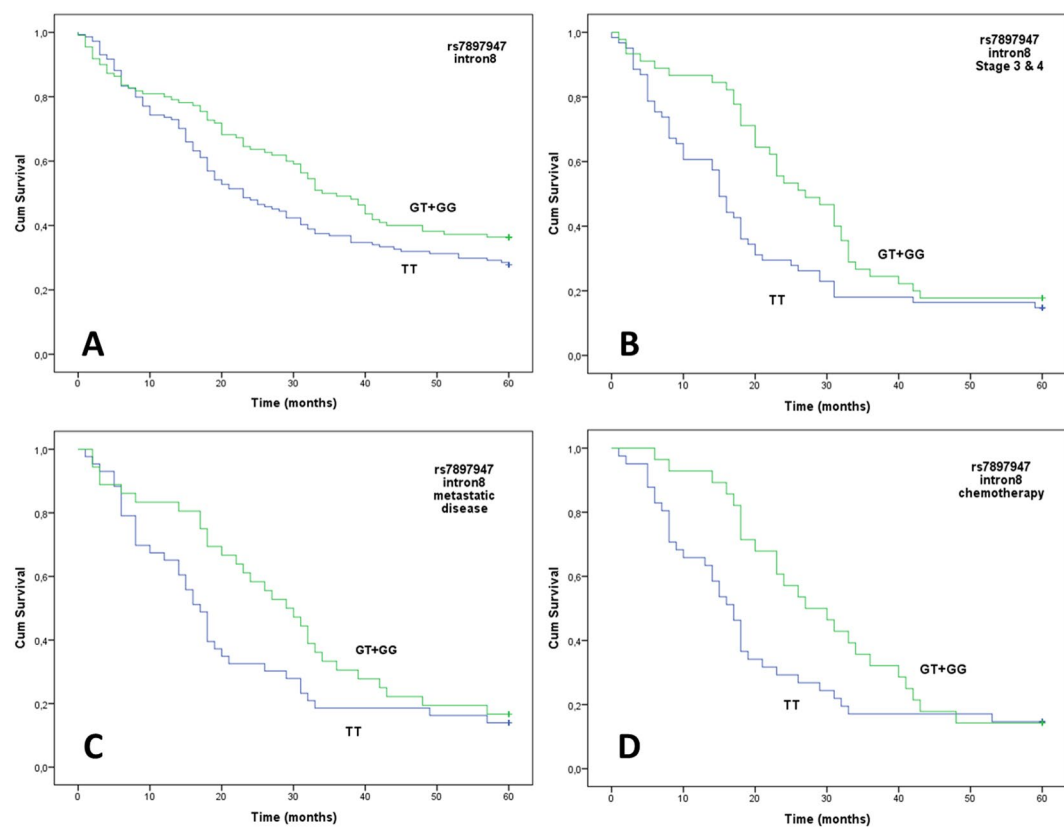 1,0
0,8
0,6
0,4
0,2
0,0
Cum Survival
rs7897947
intron8
GT+GG
TT
A
0 10 20 30 40 50 60
Time (months)
1,0
0,8
0,6
0,4
0,2
0,0
Cum Survival
rs7897947
intron8
Stage 3 & 4
GT+GG
TT
B
0 10 20 30 40 50 60
Time (months)
1,0
0,8
0,6
0,4
0,2
0,0
Cum Survival
rs7897947
intron8
metastatic
disease
GT+GG
TT
C
0 10 20 30 40 50 60
Time (months)
1,0
0,8
0,6
0,4
0,2
0,0
Cum Survival
rs7897947
intron8
chemotherapy
GT+GG
TT
D
0 10 20 30 40 50 60
Time (months)